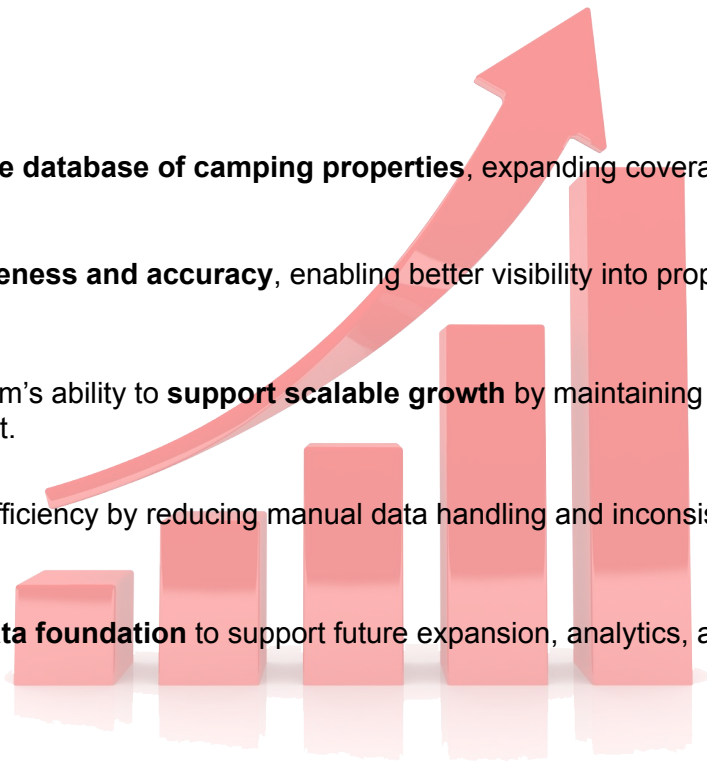 e database of camping properties, expanding covera
eness and accuracy, enabling better visibility into prop
m’s ability to support scalable growth by maintaining
t.
fficiency by reducing manual data handling and inconsis
ta foundation to support future expansion, analytics, a